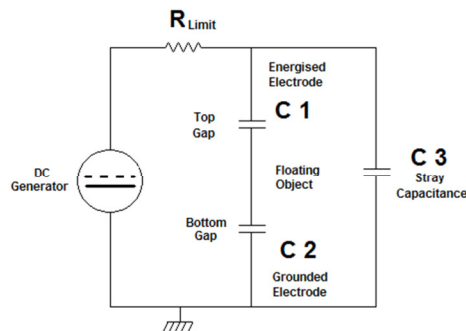 R Limit
Energised
Electrode
Top
Gap
C 1
DC
Generator
Floating
Object
C 3
Stray
Capacitance
Bottom
Gap
C 2
Grounded
Electrode